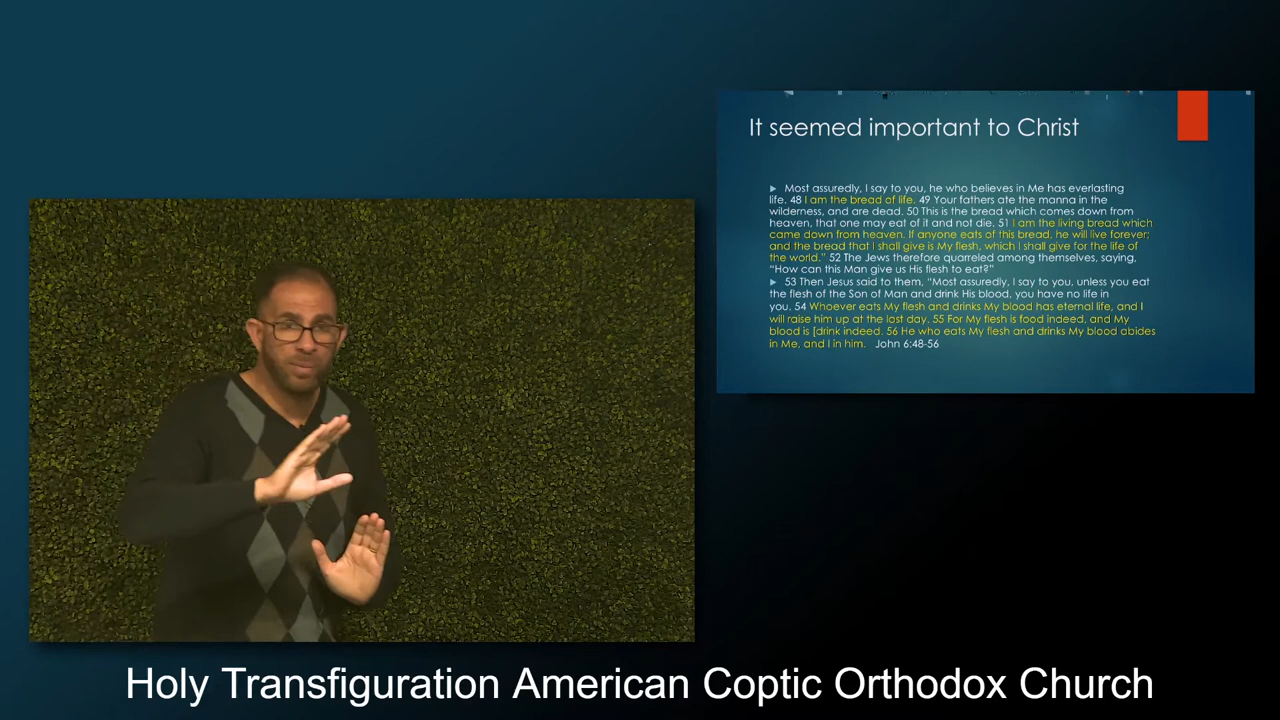 It seemed important to Christ
Most assuredly, I say to you, he who believes in Me has everlasting
life. 48 I am the bread of life. 49 Your fathers ate the manna in the
wilderness, and are dead. 50 This is the bread which comes down from
heaven, that one may eat of it and not die. 51 I am the living bread which
came down from heaven. If anyone eats of this bread, he will live forever;
and the bread that I shall give is My flesh, which I shall give for the life of
the world.” 52 The Jews therefore quarreled among themselves, saying,
“How can this Man give us His flesh to eat?”
53 Then Jesus said to them, “Most assuredly, I say to you, unless you eat
the flesh of the Son of Man and drink His blood, you have no life in
you. 54 Whoever eats My flesh and drinks My blood has eternal life, and I
will raise him up at the last day. 55 For My flesh is food indeed, and My
blood is [drink indeed. 56 He who eats My flesh and drinks My blood abides
in Me, and I in him. John 6:48-56
Holy Transfiguration American Coptic Orthodox Church